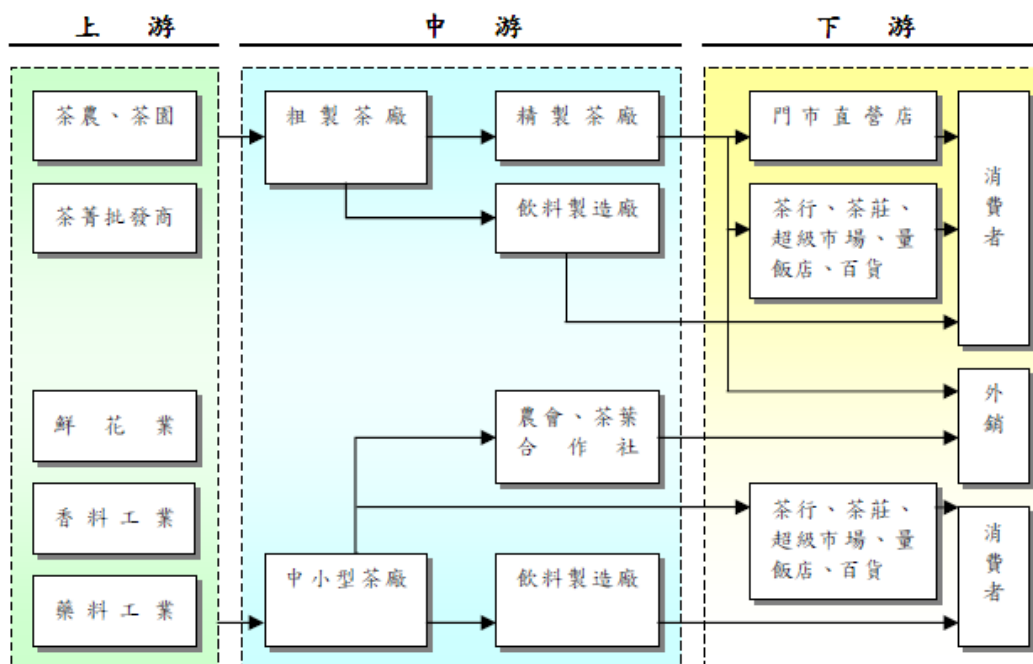 上 游
中 游
下 游
茶農、茶園
茶菁批發商
鮮花業
香料工業
藥料工業
粗製茶廠
精製茶廠
飲料製造廠
農會、茶葉
合作社
中小型茶廠
飲料製造廠
門市直營店
茶行、茶莊、
超級市場、量
飯店、百貨
消
費
者
外
銷
茶行、茶莊、
超級市場、量
飯店、百貨
消
費
者